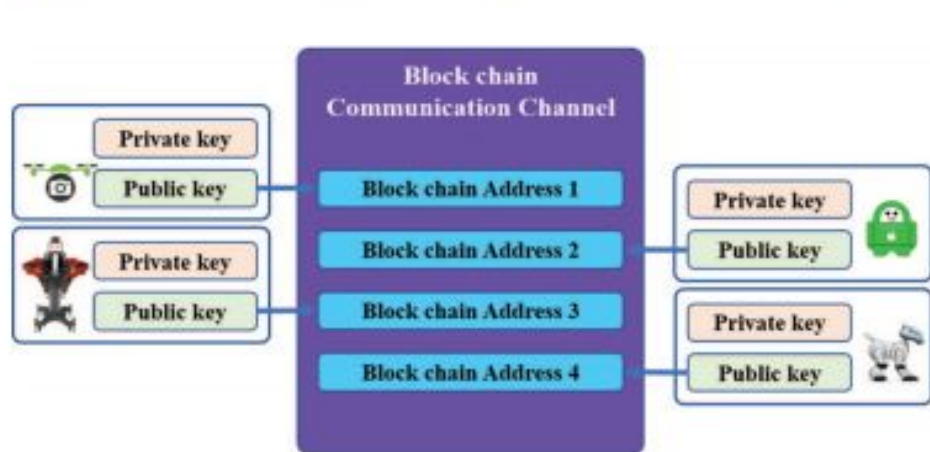 Block chain
Communication Channel
Private key
Public key
Block chain Address 1
Private key
Block chain Address 2
Public key
Private key
Public key
Block chain Address 3
Private key
Block chain Address 4
Public key